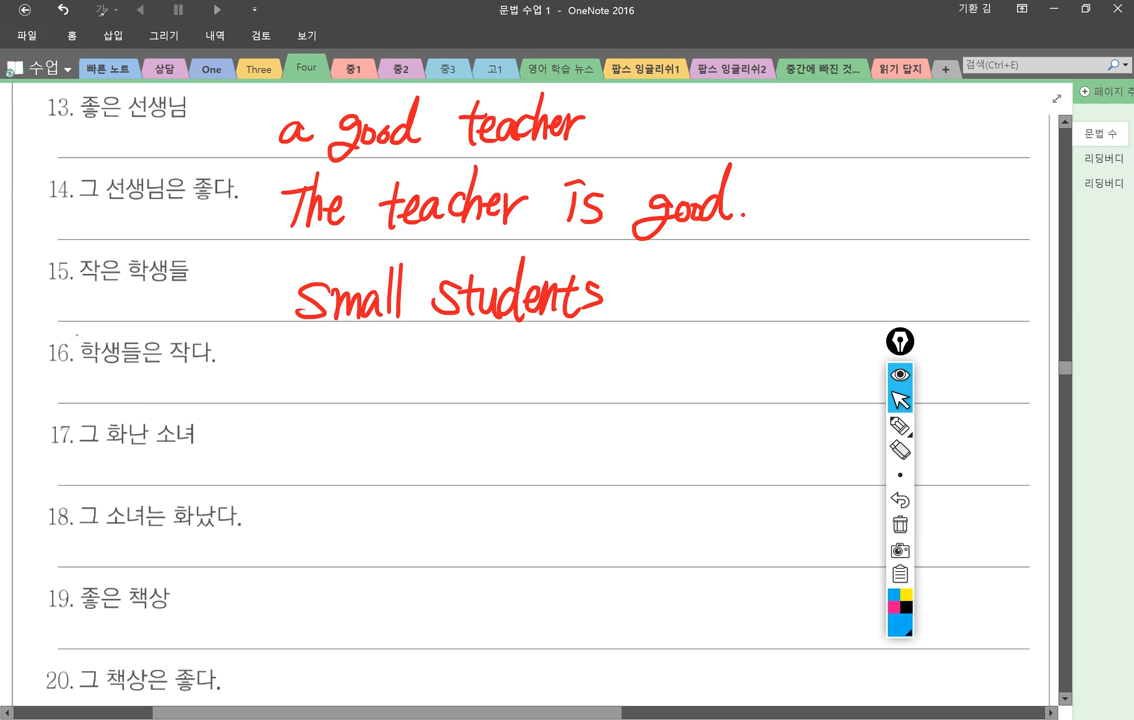 문법 수업 1 - OneNote 2016
기환 김
파일 홈 삽입 그리기 내역 검토 보기
수업 빠른 노트 상담 One Three Four 중1 중2 중3 고1 영어 학습 뉴스 팝스 잉글리쉬1 팝스 잉글리쉬2 중간에 빠진 것... 읽기 답지 + 검색(Ctrl+E)
페이지 추
문법 수
리딩버디
리딩버디
13. 좋은 선생님 a good teacher
14. 그 선생님은 좋다. The teacher is good.
15. 작은 학생들 small students
16. 학생들은 작다.
17. 그 화난 소녀
18. 그 소녀는 화났다.
19. 좋은 책상
20. 그 책상은 좋다.